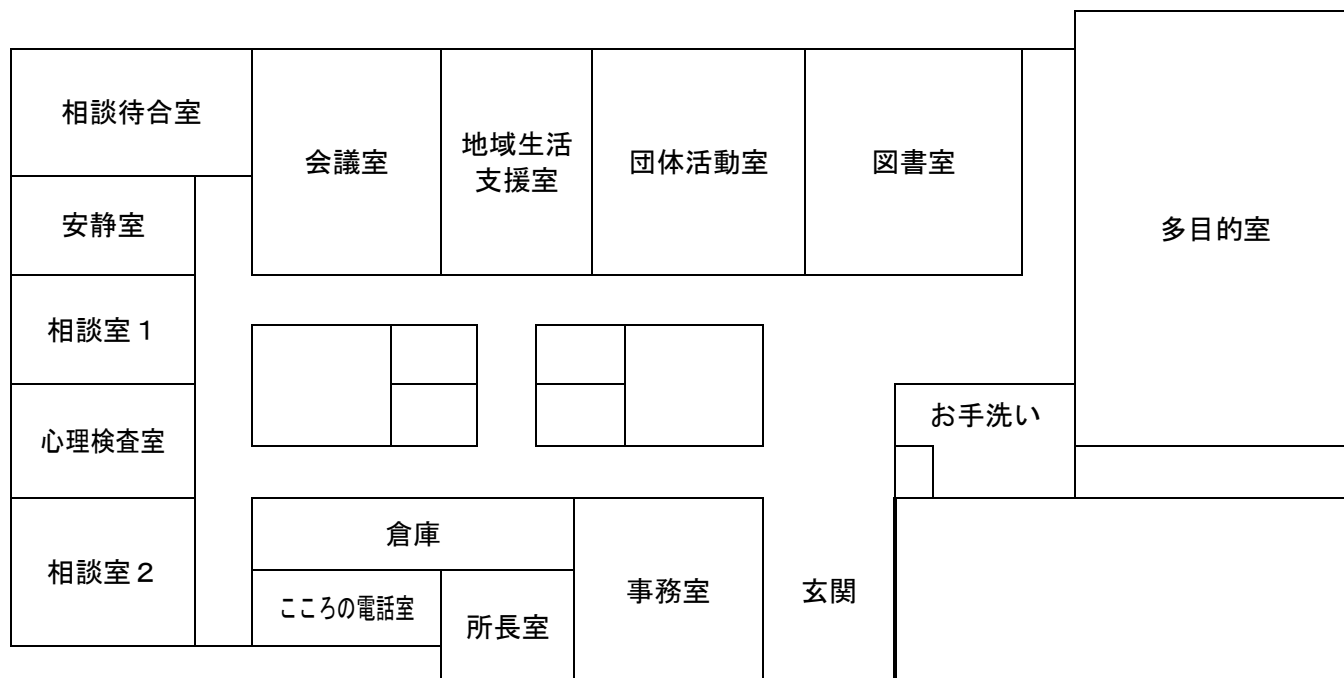 相談待合室
会議室
地域生活
支援室
団体活動室
図書室
多目的室
安静室
相談室１
心理検査室
お手洗い
相談室２
倉庫
こころの電話室
所長室
事務室
玄関